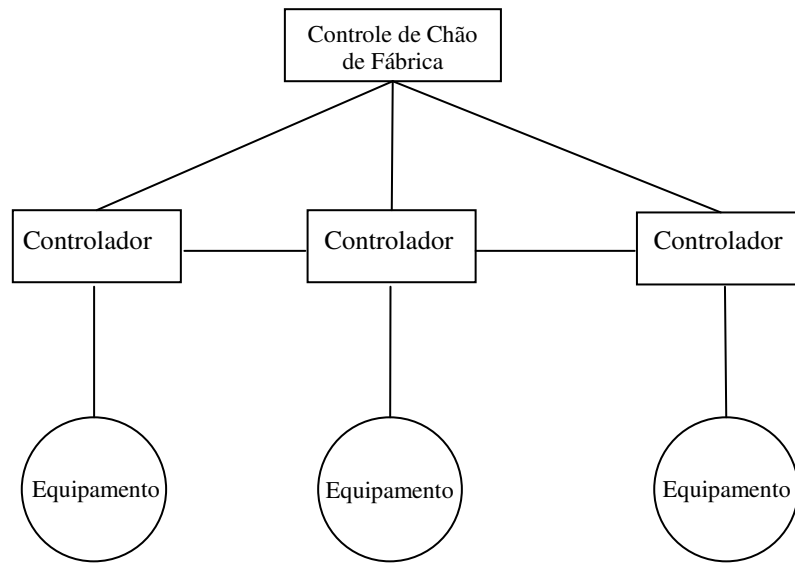 Controle de Chão
de Fábrica
Controlador
Controlador
Controlador
Equipamento
Equipamento
Equipamento